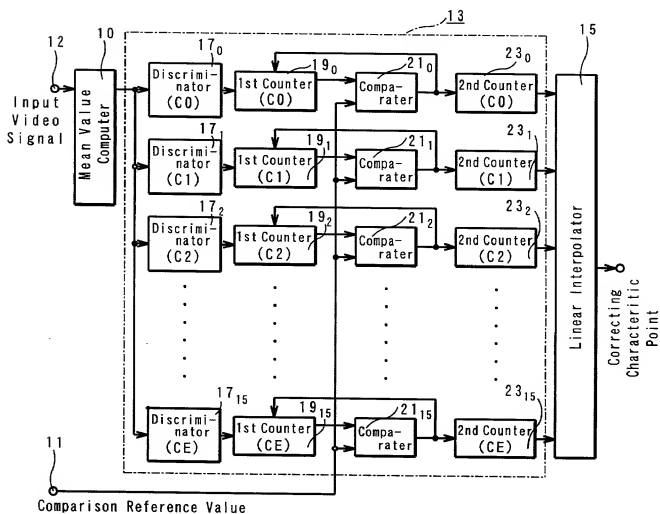 13
12
10
15
Input
Video
Signal
Mean Value
Computer
17₀
Discrimi-
nator
(C0)
19₀
1st Counter
(C0)
21₀
Compa-
rater
23₀
2nd Counter
(C0)
17₁
Discrimi-
nator
(C1)
19₁
1st Counter
(C1)
21₁
Compa-
rater
23₁
2nd Counter
(C1)
17₂
Discrimi-
nator
(C2)
19₂
1st Counter
(C2)
21₂
Compa-
rater
23₂
2nd Counter
(C2)
17₁₅
Discrimi-
nator
(CE)
19₁₅
1st Counter
(CE)
21₁₅
Compa-
rater
23₁₅
2nd Counter
(CE)
Linear Interpolator
Correcting
Characteritic
Point
11
Comparison Reference Value